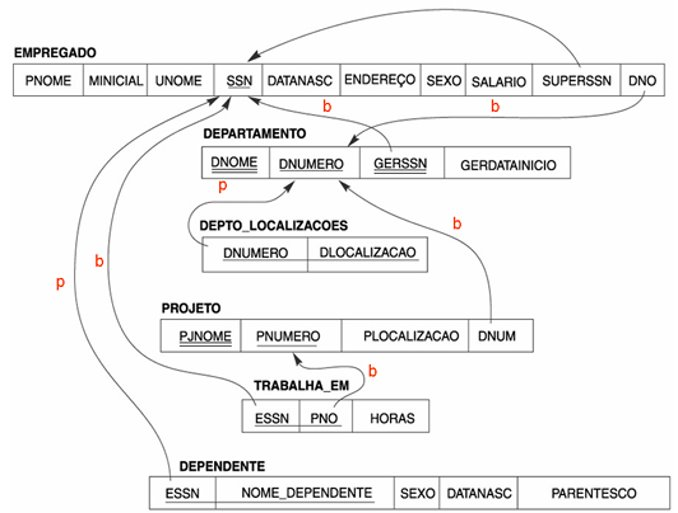 EMPREGADO
PNOME MINICIAL UNOME SSN DATANASC ENDEREÇO SEXO SALARIO SUPERSSN DNO
b b
DEPARTAMENTO
DNOME DNUMERO GERSSN GERDATAINICIO
p
DEPTO_LOCALIZACOES
b
DNUMERO DLOCALIZACAO
b
p
PROJETO
PJNOME PNUMERO PLOCALIZACAO DNUM
b
TRABALHA_EM
ESSN PNO HORAS
DEPENDENTE
ESSN NOME_DEPENDENTE SEXO DATANASC PARENTESCO